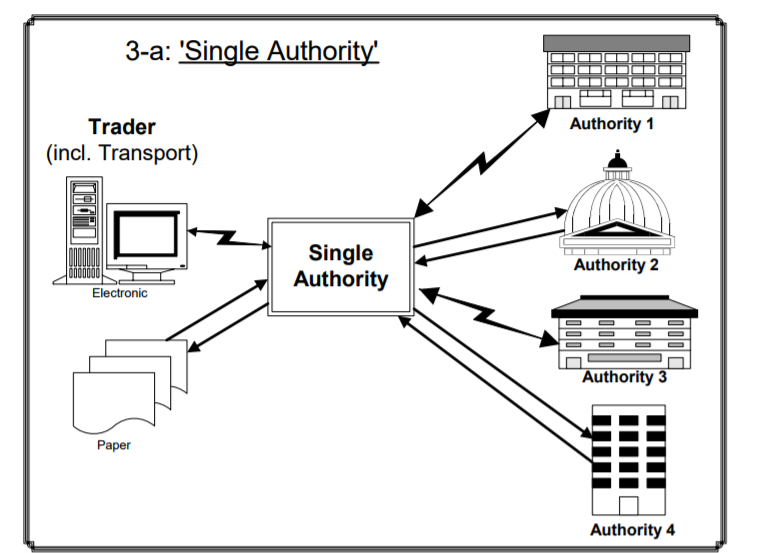 3-a: 'Single Authority'
Trader
(incl. Transport)
Electronic
Paper
Single
Authority
Authority 1
Authority 2
Authority 3
Authority 4